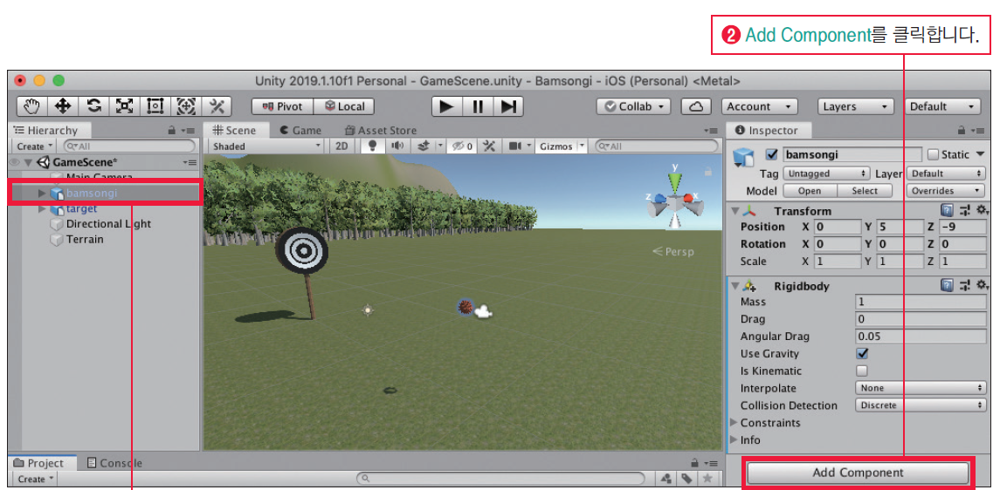 ❷ Add Component를 클릭합니다.
Unity 2019.1.10f1 Personal - GameScene.unity - Bamsongi - iOS (Personal) <Metal>
Pivot Local Collab Account Layers Default
Hierarchy
Create All
GameScene*
Main Camera
bamsongi
target
Directional Light
Terrain
Scene Game Asset Store
Shaded 2D 0 Gizmos All
y
x
z
Persp
Inspector
bamsongi Static
Tag Untagged Layer Default
Model Open Select Overrides
Transform
Position X 0 Y 5 Z -9
Rotation X 0 Y 0 Z 0
Scale X 1 Y 1 Z 1
Rigidbody
Mass 1
Drag 0
Angular Drag 0.05
Use Gravity
Is Kinematic
Interpolate None
Collision Detection Discrete
Constraints
Info
Add Component
Project Console
Create